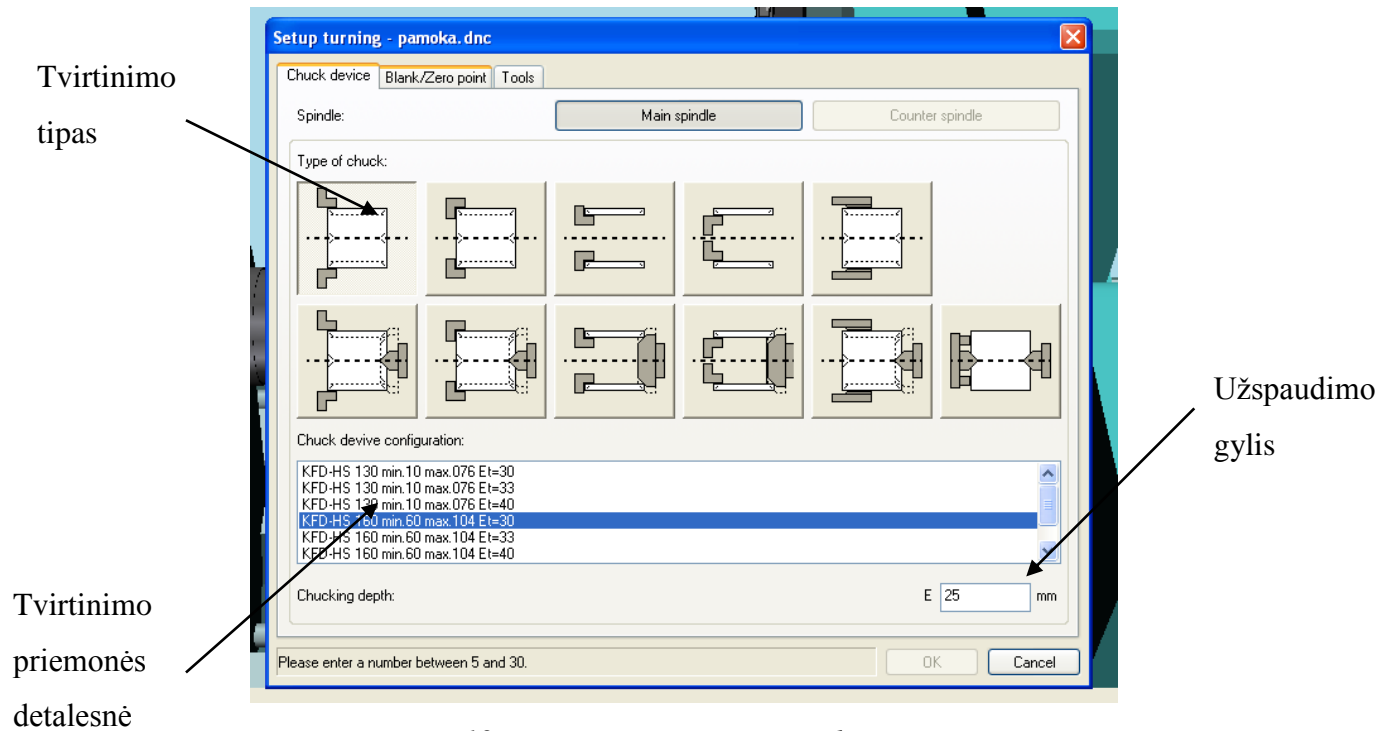 Setup turning - pamoka.dnc
Chuck device
Blank/Zero point
Tools
Spindle:
Main spindle
Counter spindle
Type of chuck:
Tvirtinimo
tipas
Chuck devive configuration:
KFD-HS 130 min.10 max.076 Et=30
KFD-HS 130 min.10 max.076 Et=33
KFD-HS 130 min.10 max.076 Et=40
KFD-HS 160 min.60 max.104 Et=30
KFD-HS 160 min.60 max.104 Et=33
KFD-HS 160 min.60 max.104 Et=40
Užspaudimo
gylis
Chucking depth:
E 25 mm
Please enter a number between 5 and 30.
OK
Cancel
Tvirtinimo
priemonės
detalesnė